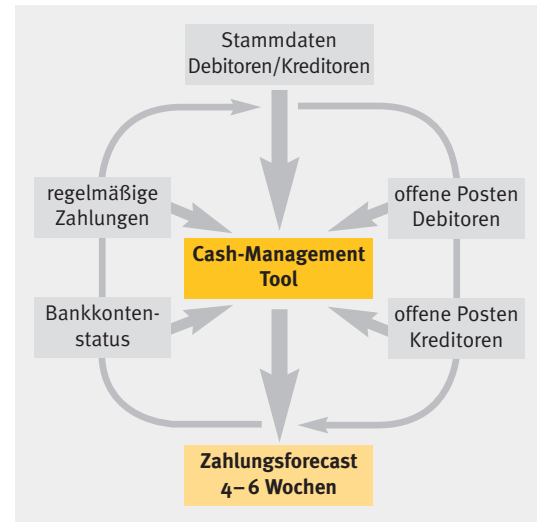 Stammdaten
Debitoren/Kreditoren
regelmäßige
Zahlungen
offene Posten
Debitoren
Cash-Management
Tool
Bankkonten-
status
offene Posten
Kreditoren
Zahlungsforecast
4–6 Wochen